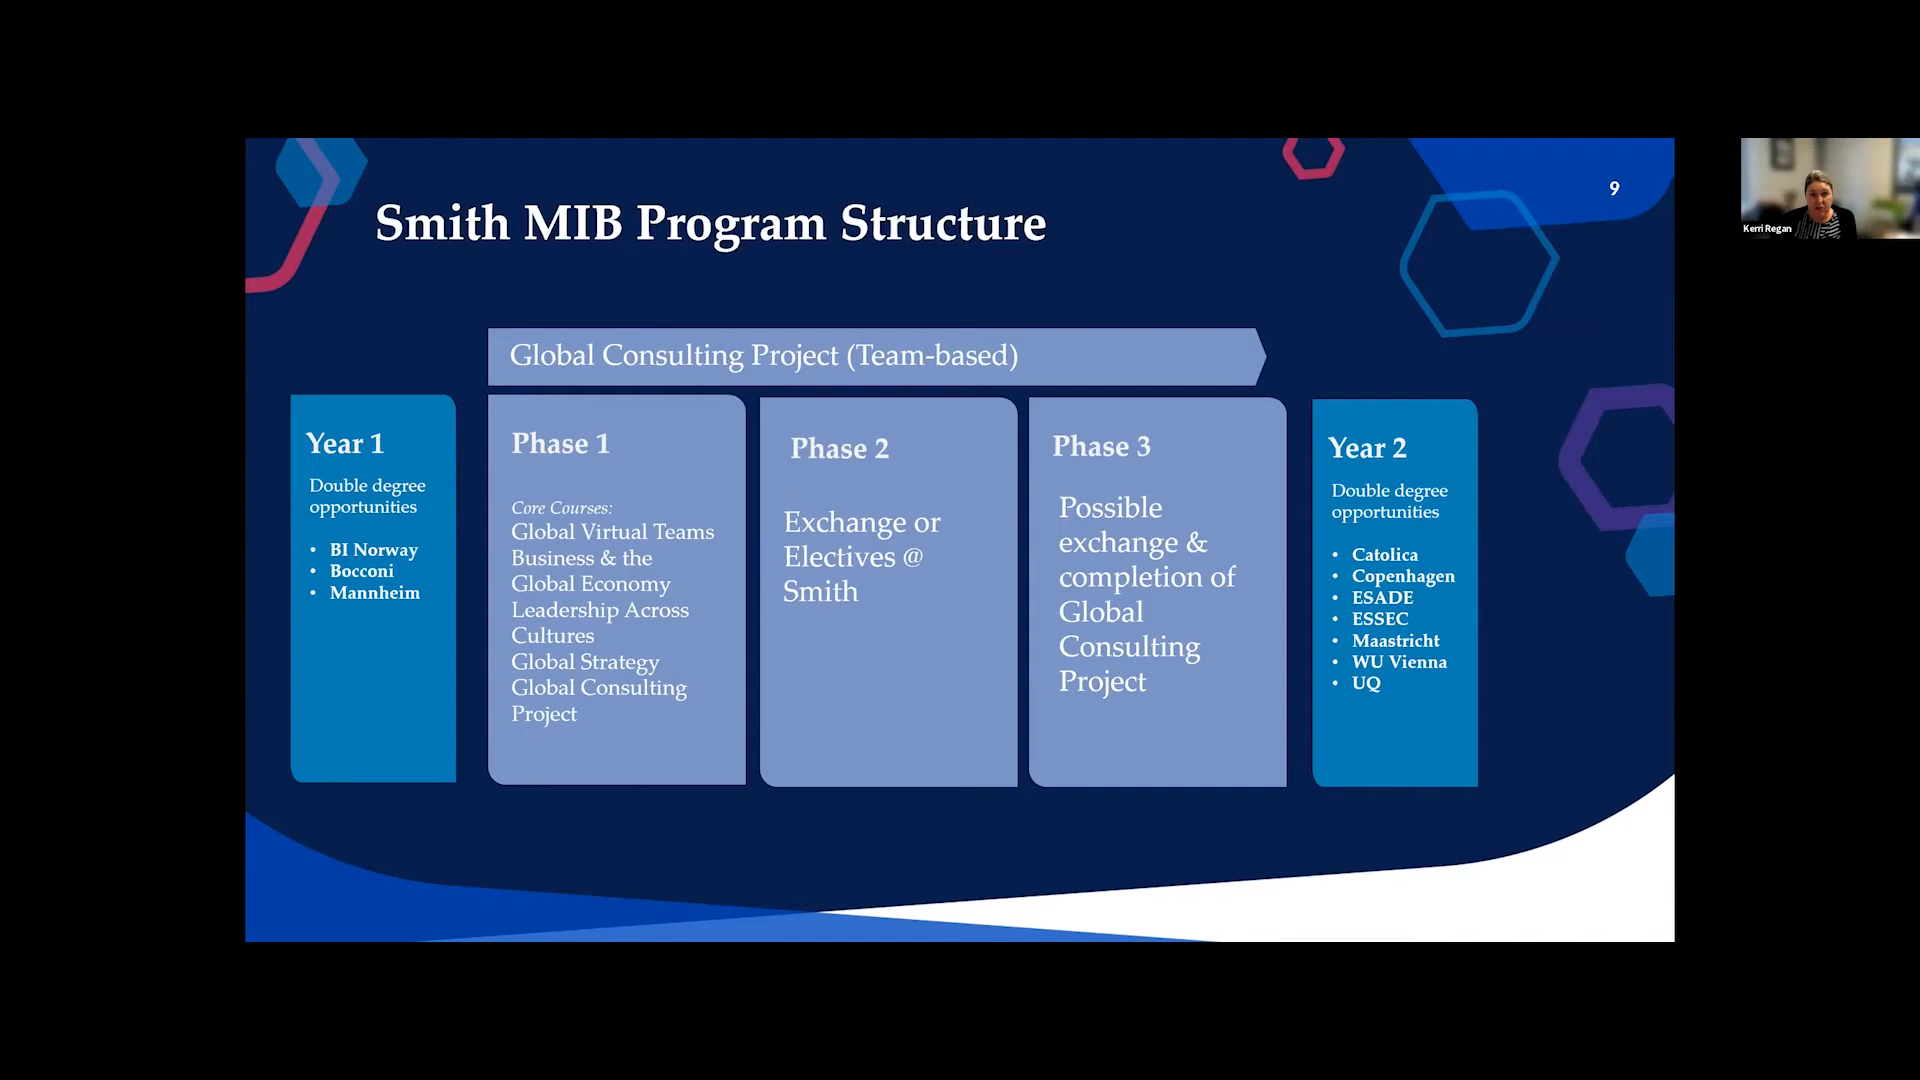 9
Smith MIB Program Structure
Kerri Regan
Global Consulting Project (Team-based)
Year 1
Double degree
opportunities
• BI Norway
• Bocconi
• Mannheim
Phase 1
Core Courses:
Global Virtual Teams
Business & the
Global Economy
Leadership Across
Cultures
Global Strategy
Global Consulting
Project
Phase 2
Exchange or
Electives @
Smith
Phase 3
Possible
exchange &
completion of
Global
Consulting
Project
Year 2
Double degree
opportunities
• Catolica
• Copenhagen
• ESADE
• ESSEC
• Maastricht
• WU Vienna
• UQ